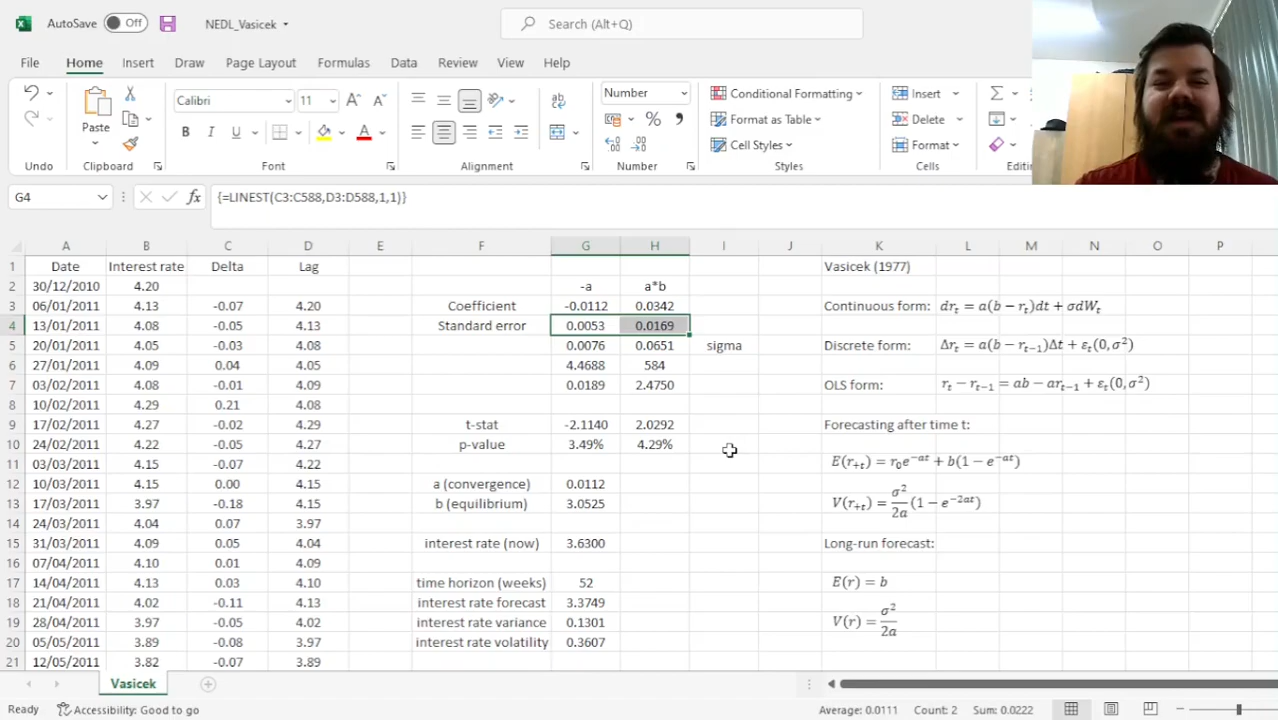 AutoSave Off NEDL_Vasicek Search (Alt+Q)
File Home Insert Draw Page Layout Formulas Data Review View Help
Calibri 11 Number Conditional Formatting Insert
Paste B I U A Format as Table Delete
Cell Styles Format
Undo Clipboard Font Alignment Number Styles Cells
G4 fx {=LINEST(C3:C588,D3:D588,1,1)}
A B C D E F G H I J K L M N O P
1 Date Interest rate Delta Lag Vasicek (1977)
2 30/12/2010 4.20 -a a*b
3 06/01/2011 4.13 -0.07 4.20 Coefficient -0.0112 0.0342 Continuous form: drₜ = a(b − rₜ)dt + σdWₜ
4 13/01/2011 4.08 -0.05 4.13 Standard error 0.0053 0.0169
5 20/01/2011 4.05 -0.03 4.08 0.0076 0.0651 sigma Discrete form: Δrₜ = a(b − rₜ₋₁)Δt + εₜ(0, σ²)
6 27/01/2011 4.09 0.04 4.05 4.4688 584
7 03/02/2011 4.08 -0.01 4.09 0.0189 2.4750 OLS form: rₜ − rₜ₋₁ = ab − arₜ₋₁ + εₜ(0, σ²)
8 10/02/2011 4.29 0.21 4.08
9 17/02/2011 4.27 -0.02 4.29 t-stat -2.1140 2.0292 Forecasting after time t:
10 24/02/2011 4.22 -0.05 4.27 p-value 3.49% 4.29%
11 03/03/2011 4.15 -0.07 4.22 E(r₊ₜ) = r₀e^(−at) + b(1 − e^(−at))
12 10/03/2011 4.15 0.00 4.15 a (convergence) 0.0112
13 17/03/2011 3.97 -0.18 4.15 b (equilibrium) 3.0525 V(r₊ₜ) = σ²/2a (1 − e^(−2at))
14 24/03/2011 4.04 0.07 3.97
15 31/03/2011 4.09 0.05 4.04 interest rate (now) 3.6300 Long-run forecast:
16 07/04/2011 4.10 0.01 4.09
17 14/04/2011 4.13 0.03 4.10 time horizon (weeks) 52 E(r) = b
18 21/04/2011 4.02 -0.11 4.13 interest rate forecast 3.3749
19 28/04/2011 3.97 -0.05 4.02 interest rate variance 0.1301 V(r) = σ²/2a
20 05/05/2011 3.89 -0.08 3.97 interest rate volatility 0.3607
21 12/05/2011 3.82 -0.07 3.89
Vasicek
Ready Accessibility: Good to go Average: 0.0111 Count: 2 Sum: 0.0222